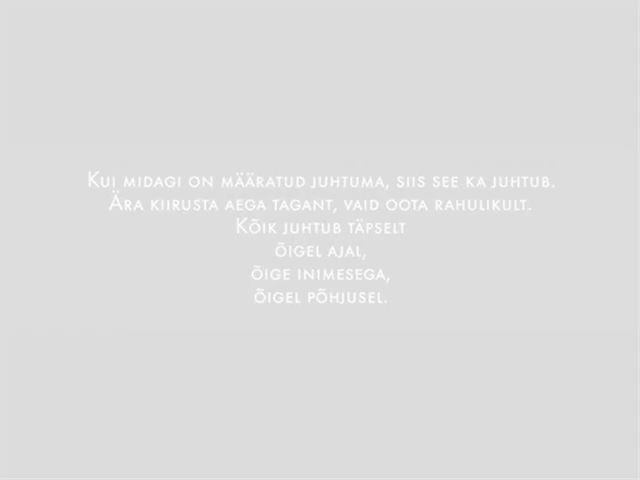 Kui midagi on määratud juhtuma, siis see ka juhtub.
Ära kiirusta aega tagant, vaid oota rahulikult.
Kõik juhtub täpselt
õigel ajal,
õige inimesega,
õigel põhjusel.